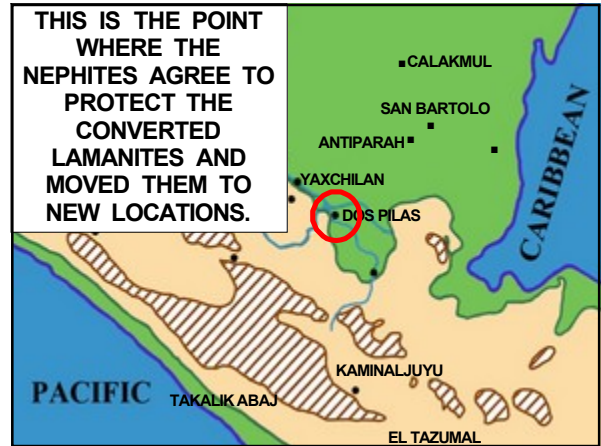 THIS IS THE POINT
WHERE THE
NEPHITES AGREE TO
PROTECT THE
CONVERTED
LAMANITES AND
MOVED THEM TO
NEW LOCATIONS.
CALAKMUL
SAN BARTOLO
ANTIPARAH
YAXCHILAN
DOS PILAS
CARIBBEAN
KAMINALJUYU
PACIFIC
TAKALIK ABAJ
EL TAZUMAL